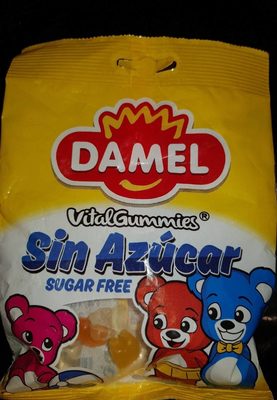 DAMEL
VitalGummies®
Sin Azúcar
SUGAR FREE